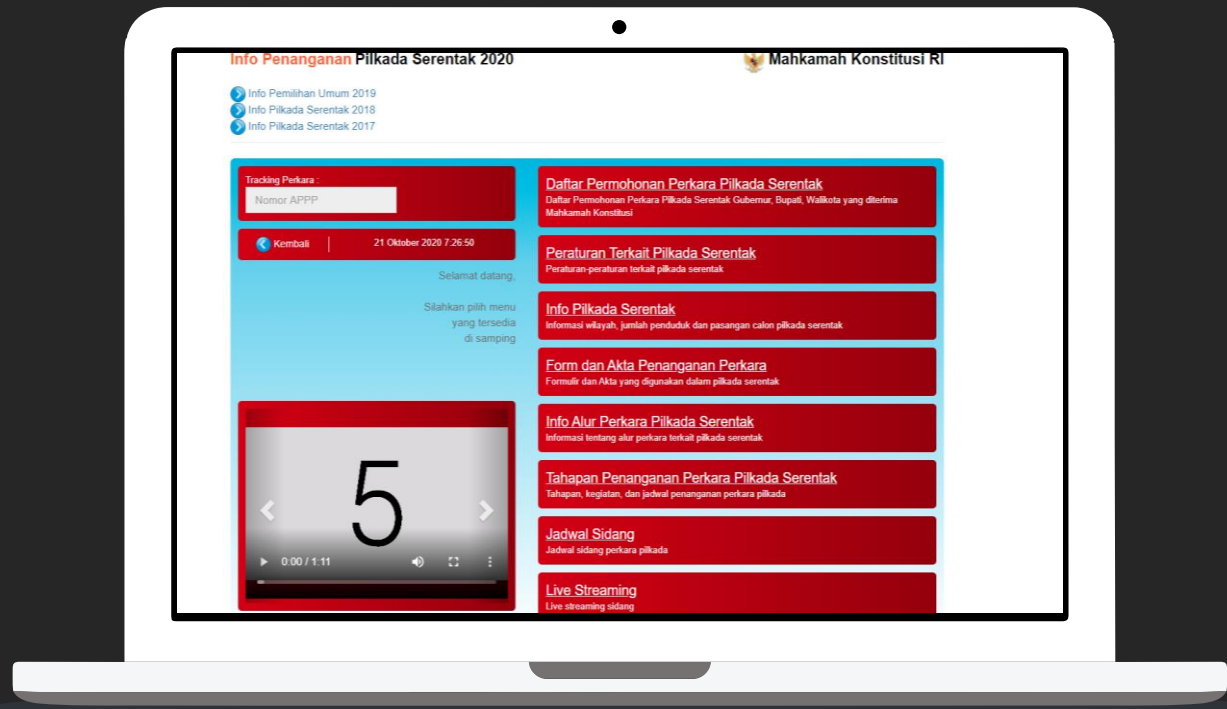 Info Penanganan Pilkada Serentak 2020
Mahkamah Konstitusi RI
Info Pemilihan Umum 2019
Info Pilkada Serentak 2018
Info Pilkada Serentak 2017
Tracking Perkara :
Nomor APPP
Kembali
21 Oktober 2020 7:26:50
Selamat datang,
Silahkan pilih menu
yang tersedia
di samping
5
0:00 / 1:11
Daftar Permohonan Perkara Pilkada Serentak
Daftar Permohonan Perkara Pilkada Serentak Gubernur, Bupati, Walikota yang diterima
Mahkamah Konstitusi
Peraturan Terkait Pilkada Serentak
Peraturan-peraturan terkait pilkada serentak
Info Pilkada Serentak
Informasi wilayah, jumlah penduduk dan pasangan calon pilkada serentak
Form dan Akta Penanganan Perkara
Formulir dan Akta yang digunakan dalam pilkada serentak
Info Alur Perkara Pilkada Serentak
Informasi tentang alur perkara terkait pilkada serentak
Tahapan Penanganan Perkara Pilkada Serentak
Tahapan, kegiatan, dan jadwal penanganan perkara pilkada
Jadwal Sidang
Jadwal sidang perkara pilkada
Live Streaming
Live streaming sidang